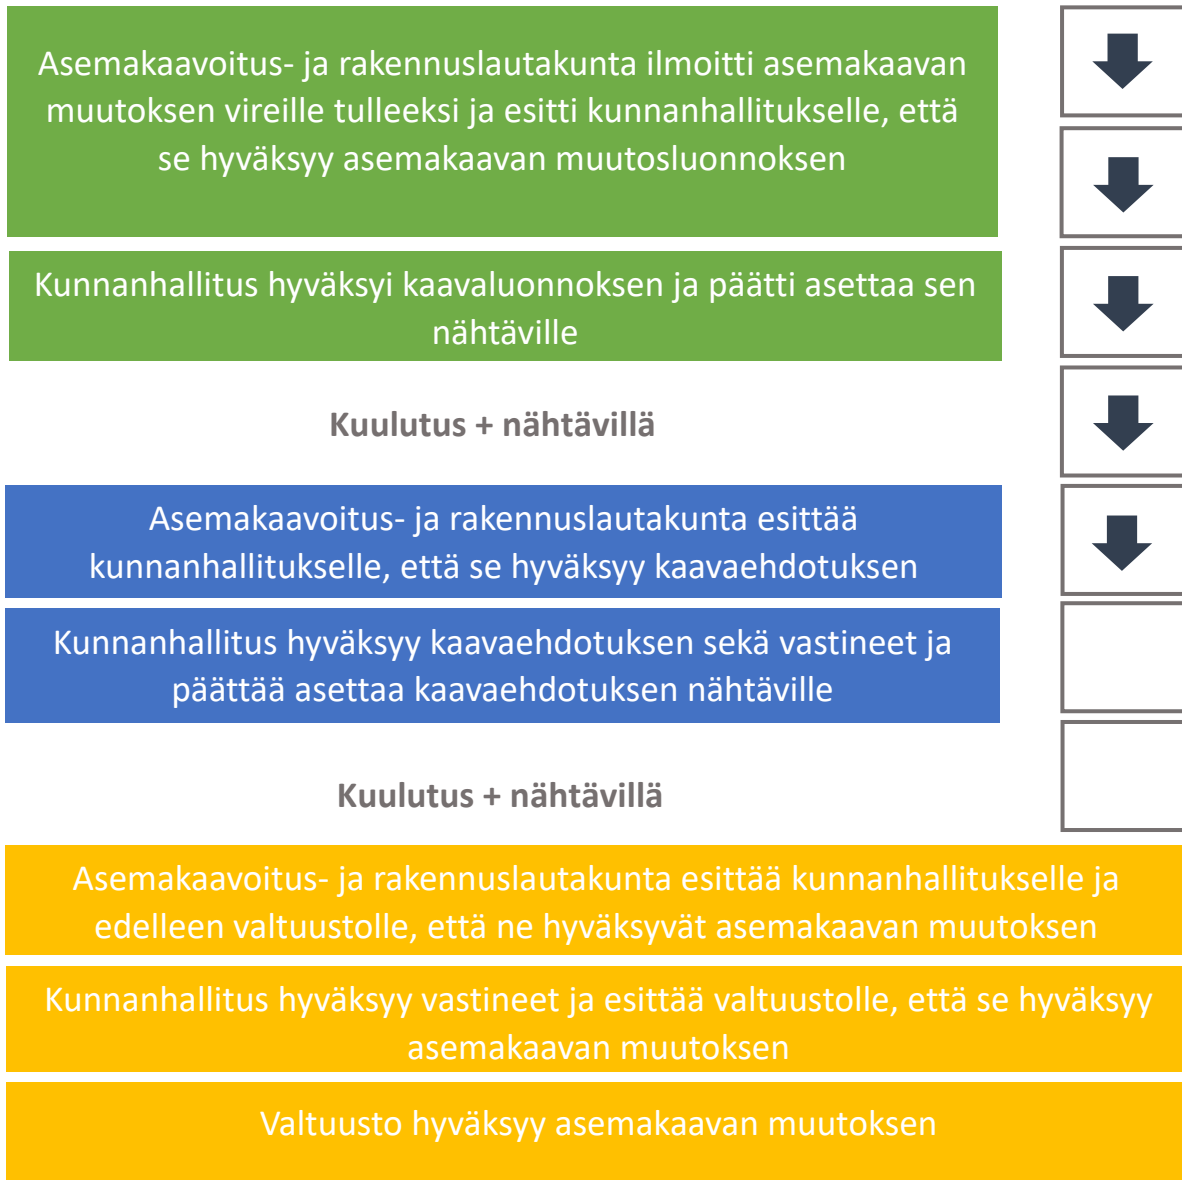 Asemakaavoitus- ja rakennuslautakunta ilmoitti asemakaavan
muutoksen vireille tulleeksi ja esitti kunnanhallitukselle, että
se hyväksyy asemakaavan muutosluonnoksen
Kunnanhallitus hyväksyi kaavaluonnoksen ja päätti asettaa sen
nähtäville
Kuulutus + nähtävillä
Asemakaavoitus- ja rakennuslautakunta esittää
kunnanhallitukselle, että se hyväksyy kaavaehdotuksen
Kunnanhallitus hyväksyy kaavaehdotuksen sekä vastineet ja
päättää asettaa kaavaehdotuksen nähtäville
Kuulutus + nähtävillä
Asemakaavoitus- ja rakennuslautakunta esittää kunnanhallitukselle ja
edelleen valtuustolle, että ne hyväksyvät asemakaavan muutoksen
Kunnanhallitus hyväksyy vastineet ja esittää valtuustolle, että se hyväksyy
asemakaavan muutoksen
Valtuusto hyväksyy asemakaavan muutoksen